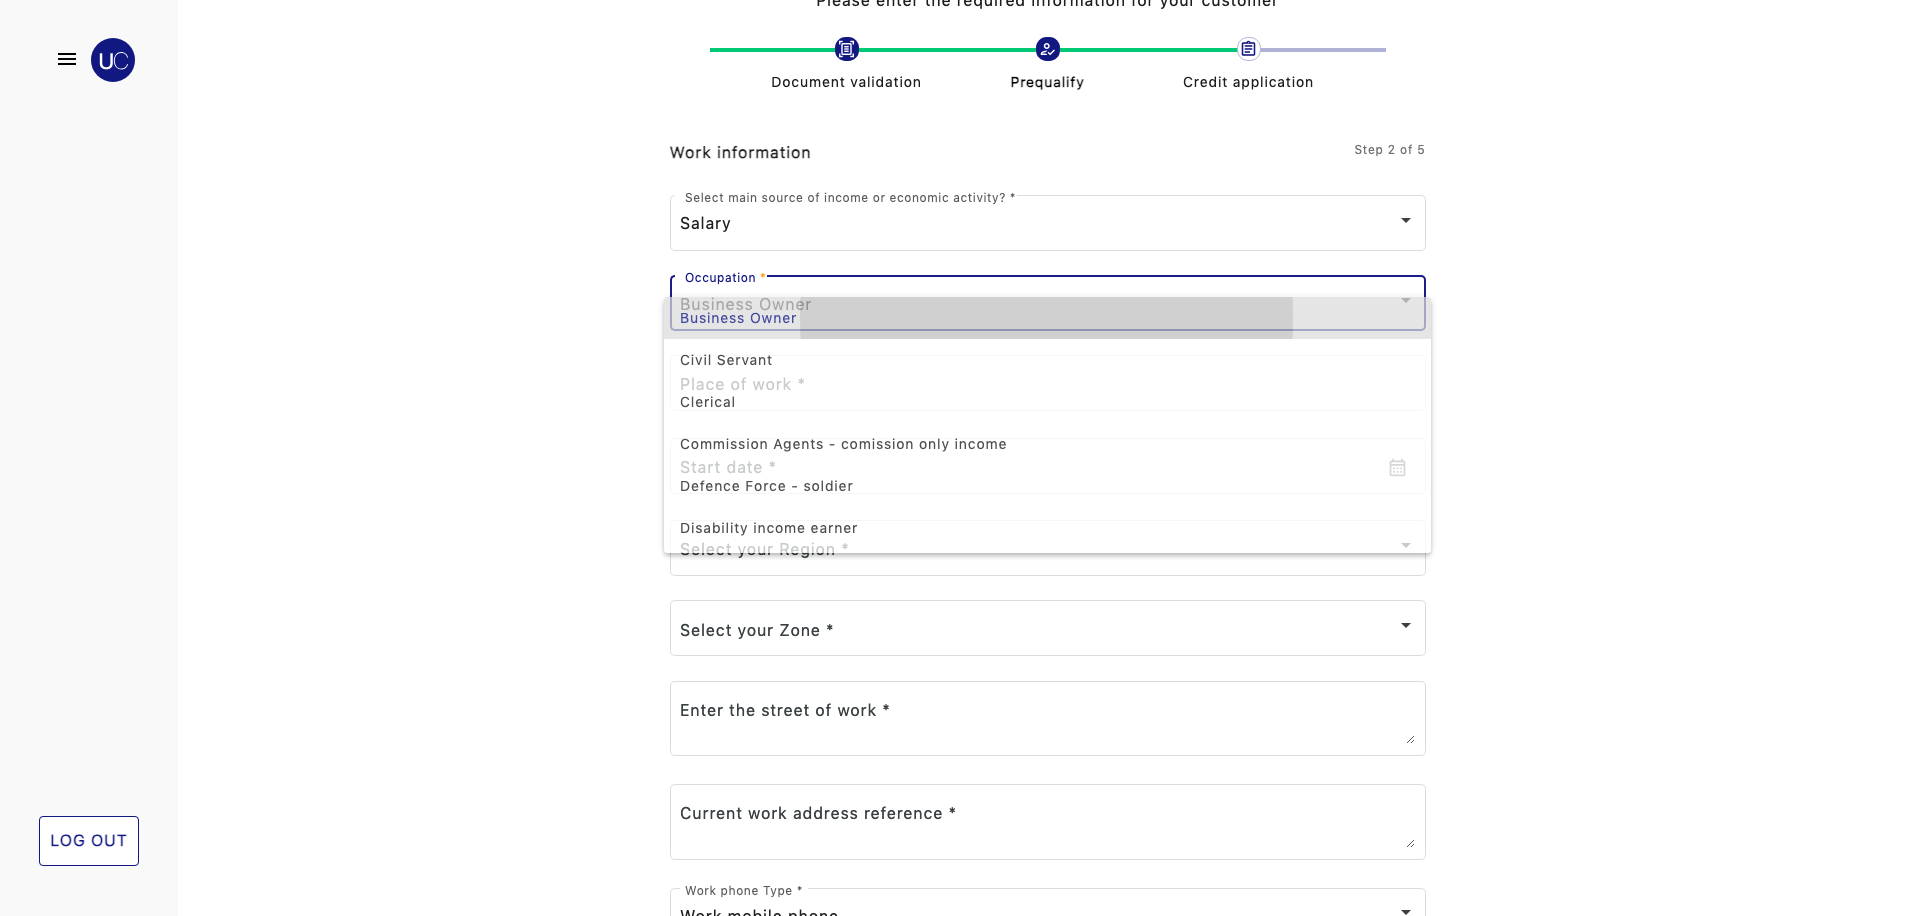 Please enter the required information for your customer
UC
Document validation
Prequalify
Credit application
Work information
Step 2 of 5
Select main source of income or economic activity? *
Salary
Occupation *
Business Owner
Business Owner
Civil Servant
Place of work *
Clerical
Commission Agents - comission only income
Start date *
Defence Force - soldier
Disability income earner
Select your Region *
Select your Zone *
Enter the street of work *
Current work address reference *
LOG OUT
Work phone Type *
Work mobile phone